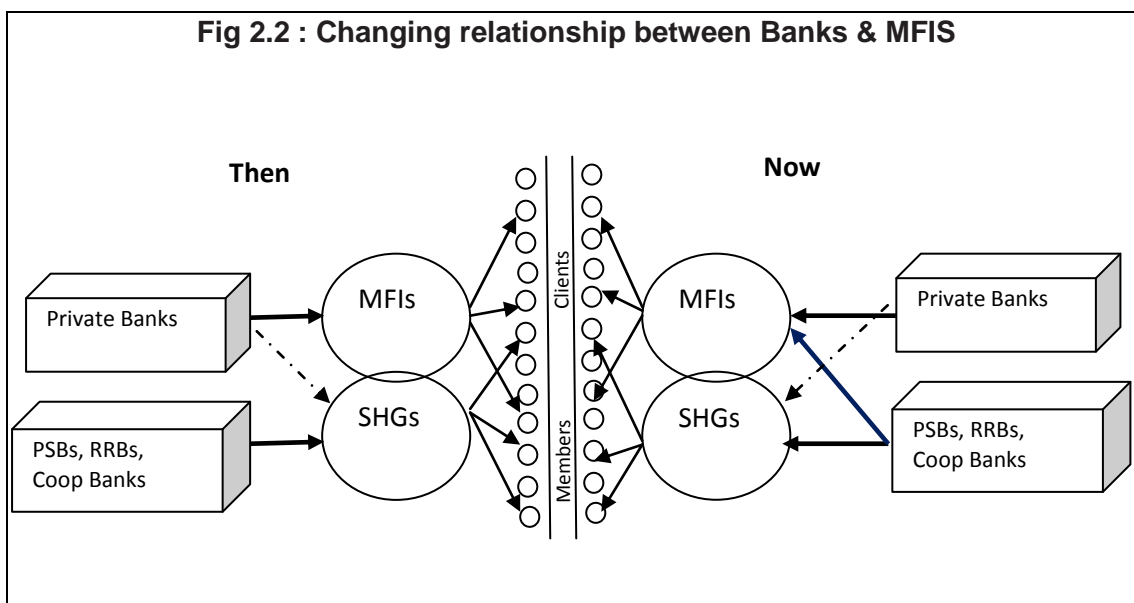 Fig 2.2 : Changing relationship between Banks & MFIS
Then
Private Banks
PSBs, RRBs,
Coop Banks
MFIs
SHGs
Clients
Members
Now
MFIs
SHGs
Private Banks
PSBs, RRBs,
Coop Banks